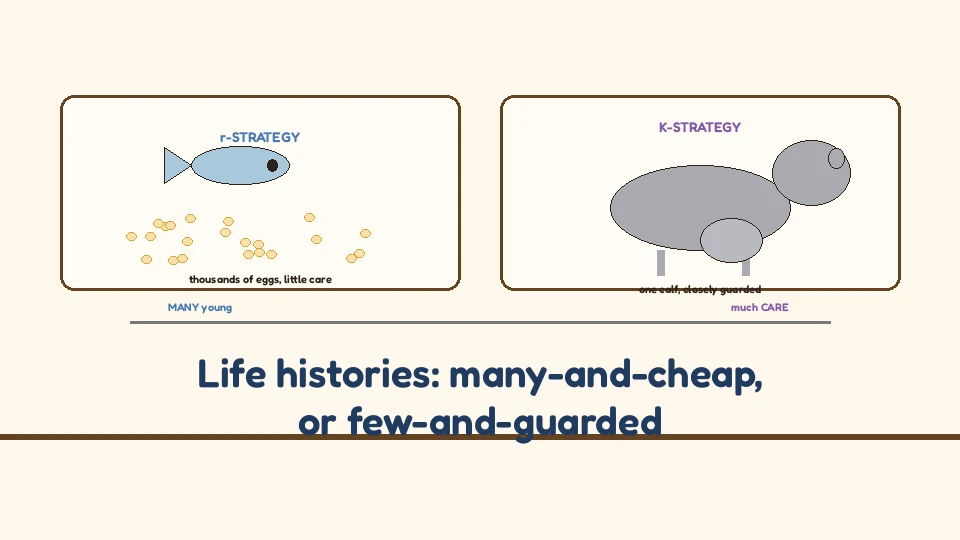 r-STRATEGY
thousands of eggs, little care
K-STRATEGY
one calf, closely guarded
MANY young
much CARE
Life histories: many-and-cheap,
or few-and-guarded